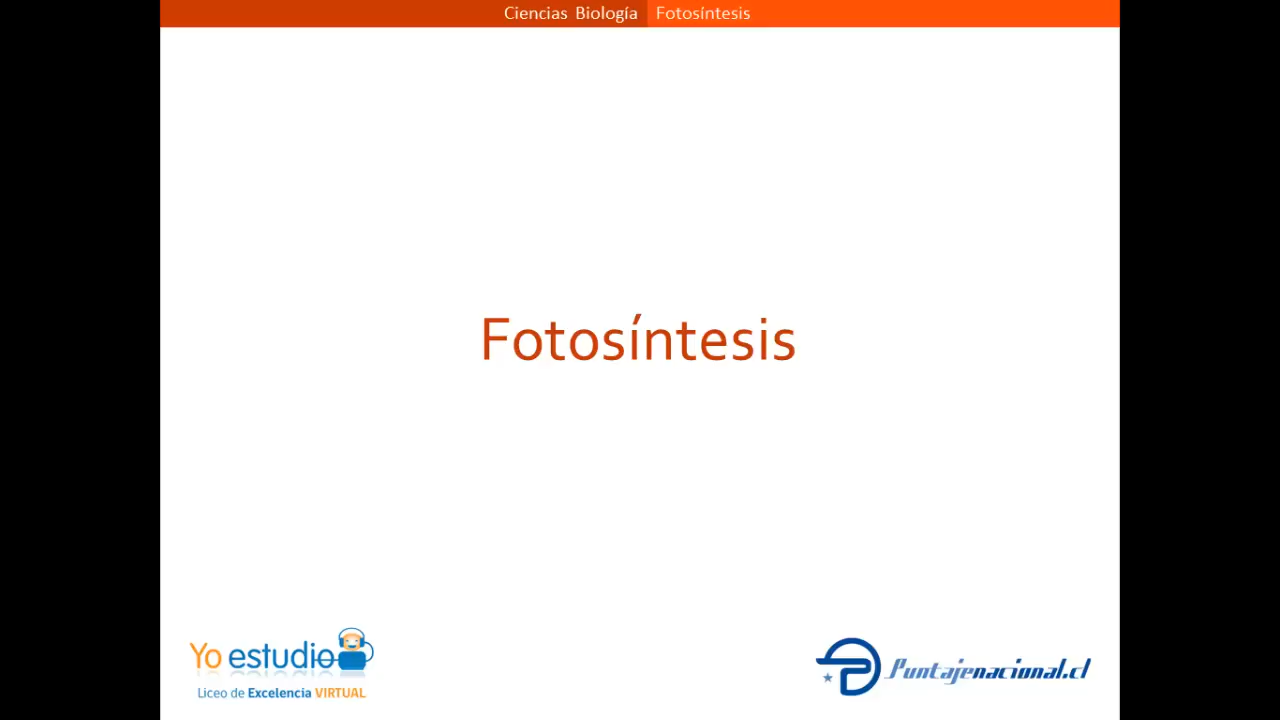 Ciencias Biología Fotosíntesis
Fotosíntesis
Yo estudio
Liceo de Excelencia VIRTUAL
Puntajenacional.cl